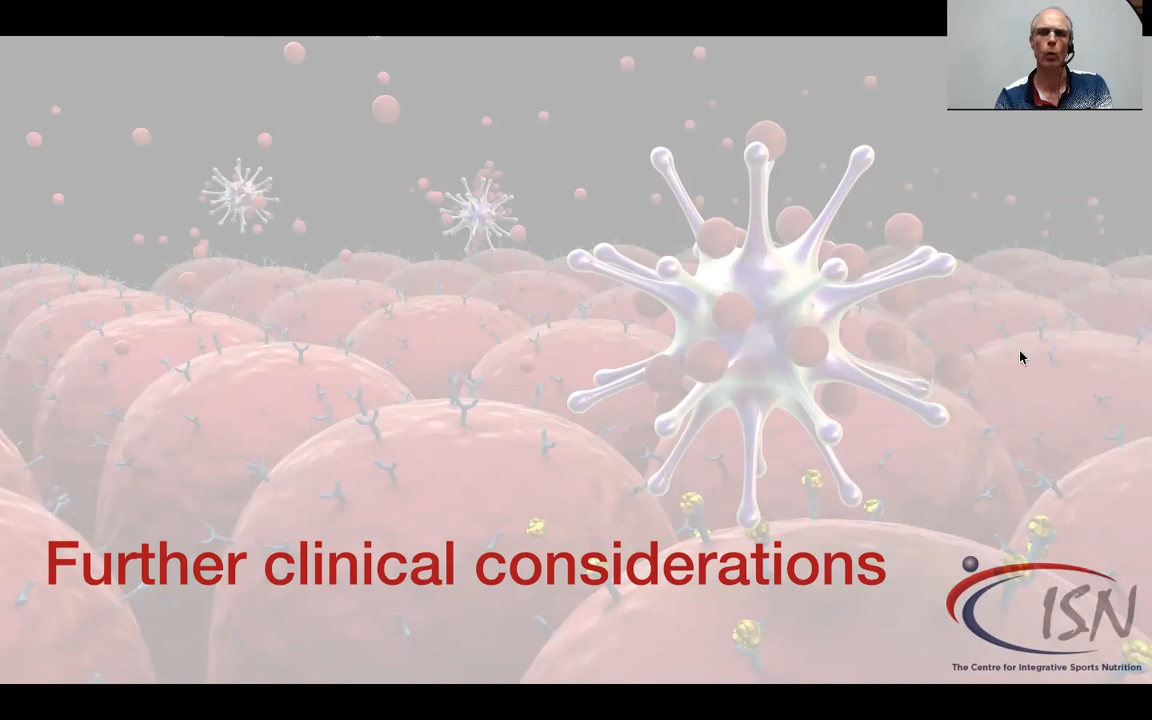 Further clinical considerations
ISN
The Centre for Integrative Sports Nutrition